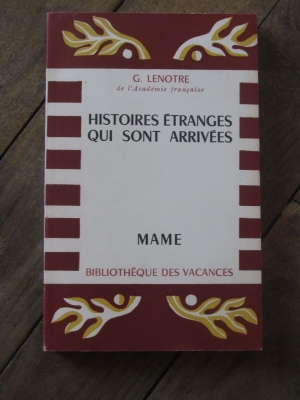 G. LENOTRE
de l'Académie française
HISTOIRES ÉTRANGES
QUI SONT ARRIVÉES
MAME
BIBLIOTHÈQUE DES VACANCES